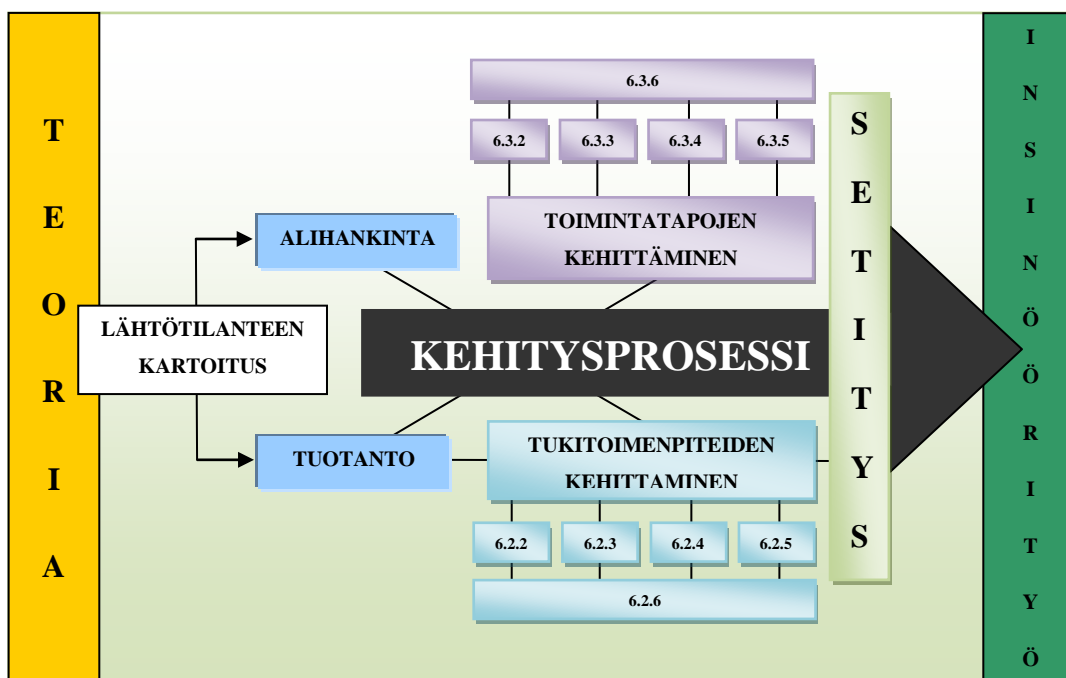 TEORIA
LÄHTÖTILANTEEN
KARTOITUS
ALIHANKINTA
TUOTANTO
6.3.6
6.3.2 6.3.3 6.3.4 6.3.5
TOIMINTATAPOJEN
KEHITTÄMINEN
KEHITYSPROSESSI
TUKITOIMENPITEIDEN
KEHITTAMINEN
6.2.2 6.2.3 6.2.4 6.2.5
6.2.6
SETITYS
INSINÖÖRITYÖ